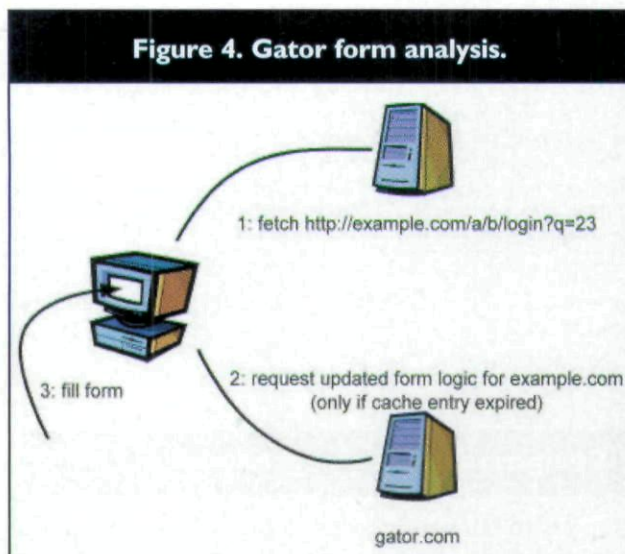 Figure 4. Gator form analysis.
1: fetch http://example.com/a/b/login?q=23
2: request updated form logic for example.com
(only if cache entry expired)
3: fill form
gator.com